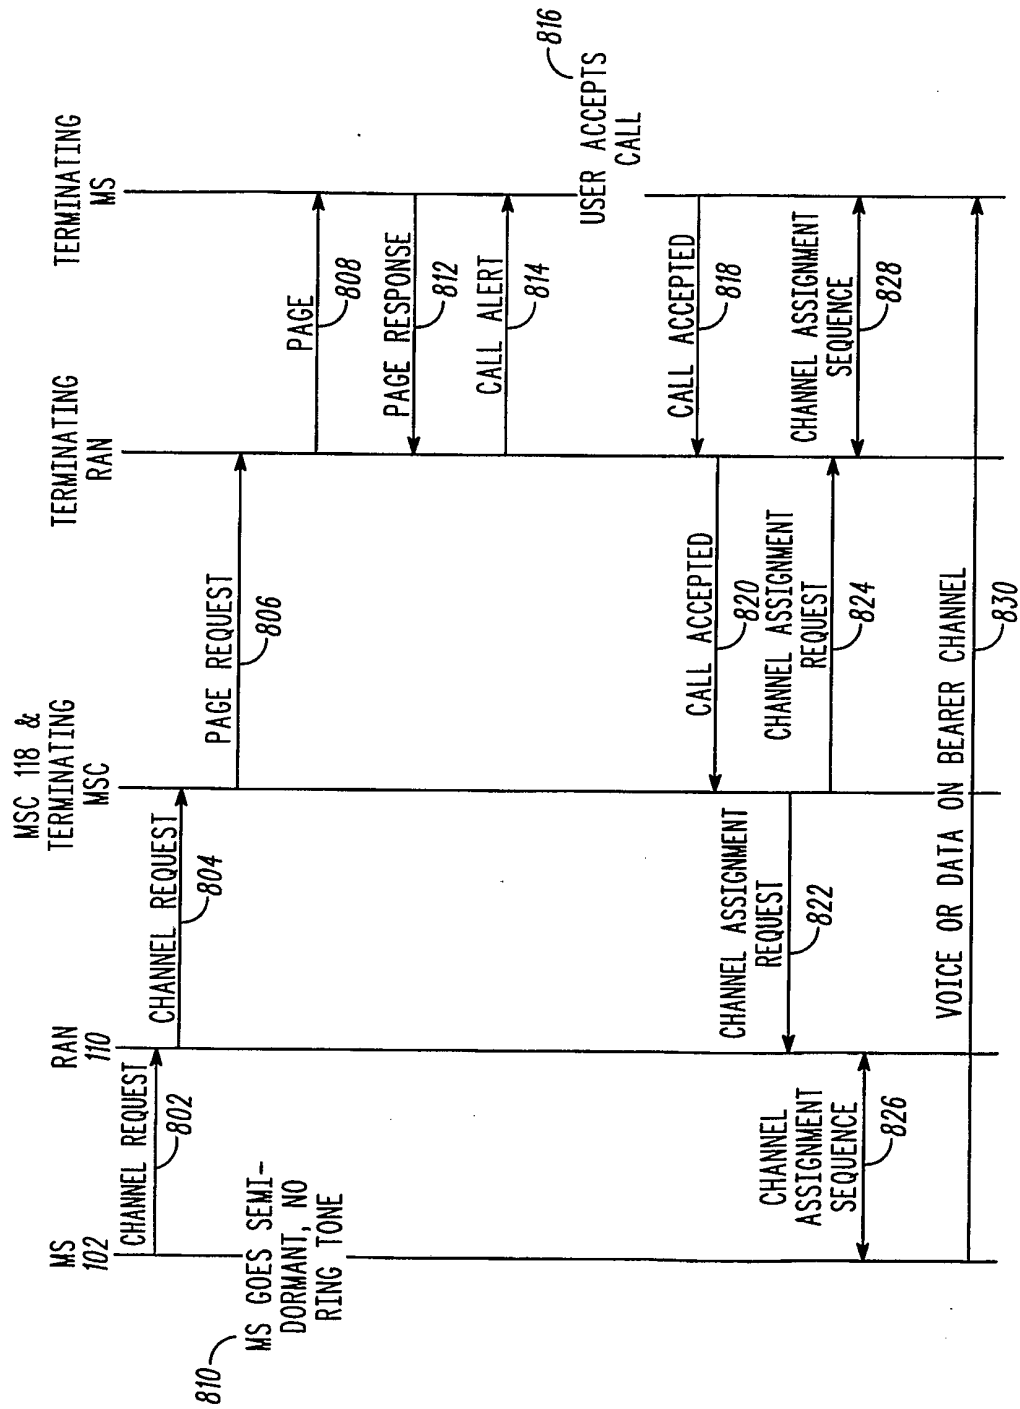 MS
102
RAN
110
MSC 118 &
TERMINATING
MSC
TERMINATING
RAN
TERMINATING
MS
CHANNEL REQUEST
802
CHANNEL REQUEST
804
PAGE REQUEST
806
PAGE
808
810
MS GOES SEMI-
DORMANT, NO
RING TONE
PAGE RESPONSE
812
CALL ALERT
814
816
USER ACCEPTS
CALL
CALL ACCEPTED
818
CALL ACCEPTED
820
CHANNEL ASSIGNMENT
REQUEST
822
CHANNEL ASSIGNMENT
REQUEST
824
CHANNEL
ASSIGNMENT
SEQUENCE
826
CHANNEL ASSIGNMENT
SEQUENCE
828
VOICE OR DATA ON BEARER CHANNEL
830